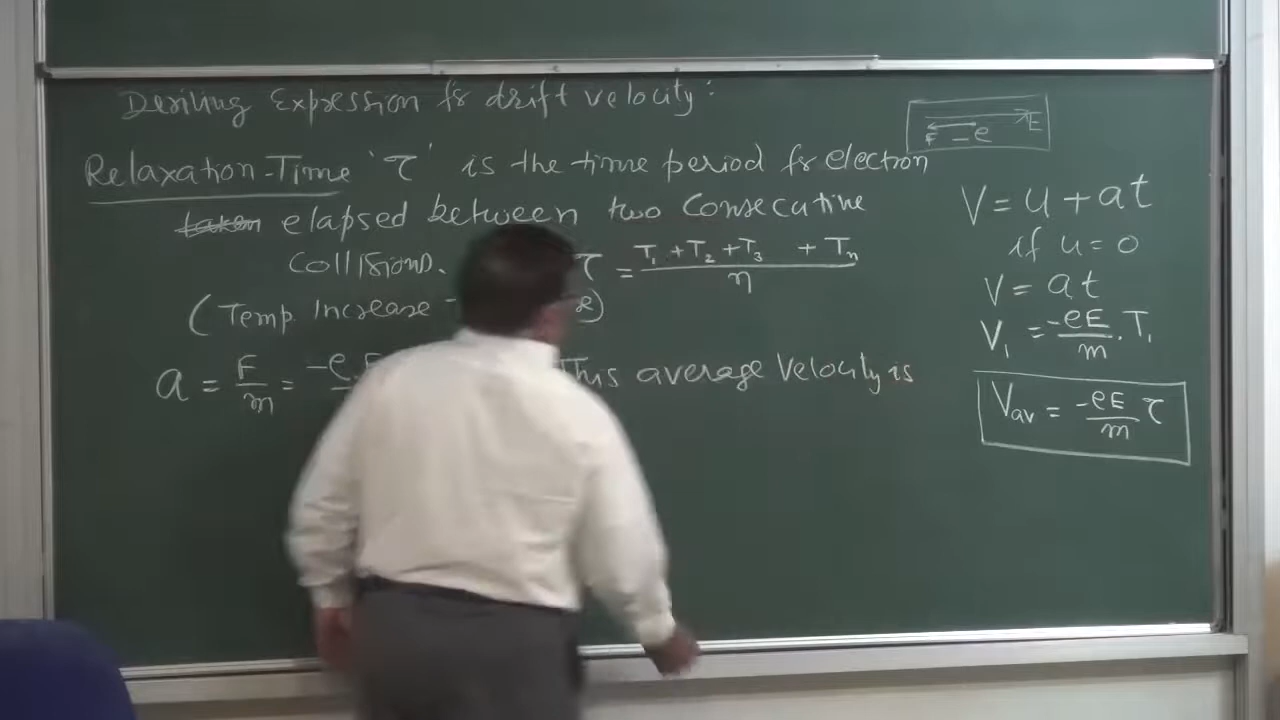 Deriving Expression for drift velocity:
Relaxation-Time 'τ' is the time period for electron
taken elapsed between two Consecutive
Collisions. τ = T₁ + T₂ + T₃ + Tn / n
(Temp Increase
a = F/m = -e
This average Velocity is
E
F -e
V = u + at
if u = 0
V = at
V₁ = -eE/m . T₁
Vav = -eE/m τ